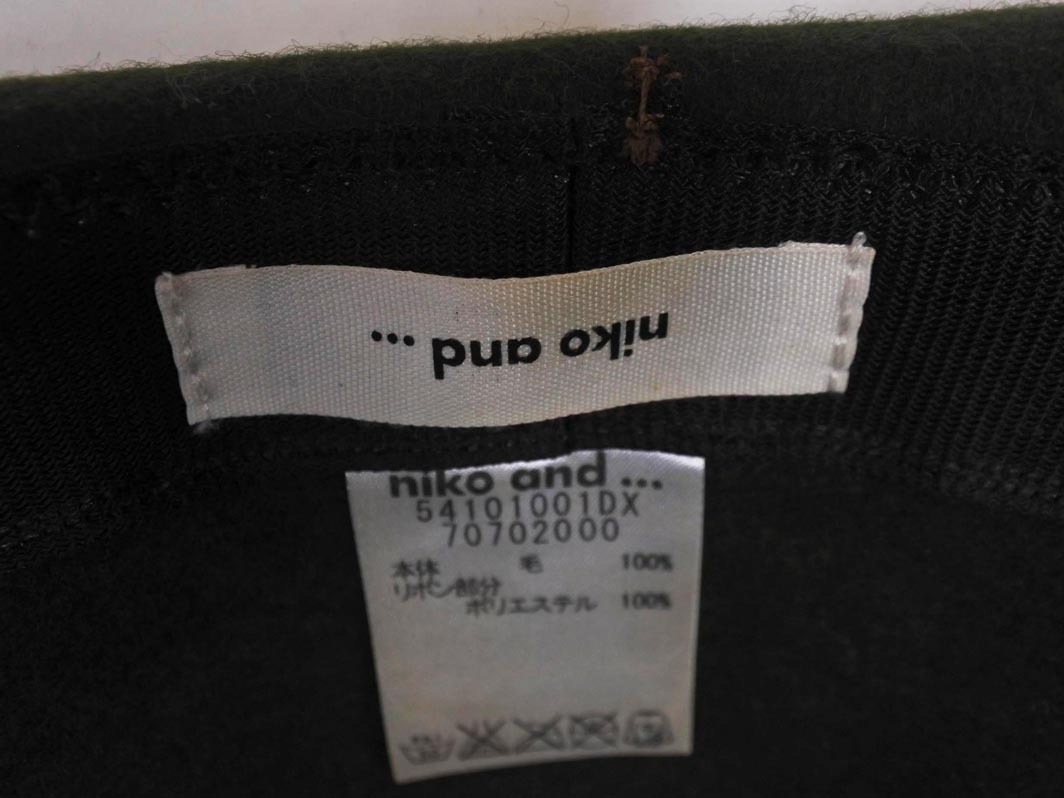 niko and ...
niko and ...
54101001DX
70702000
本体 毛 100%
リボン部分
ポリエステル 100%